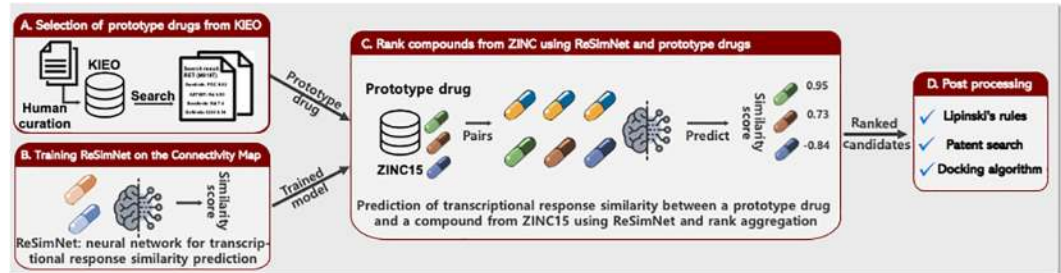 A. Selection of prototype drugs from KIEO
KIEO
Search
Human
curation
Search result
RET (M918T)
Prototype
drug
B. Training ReSimNet on the Connectivity Map
Similarity
score
ReSimNet: neural network for transcrip-
tional response similarity prediction
Trained
model
C. Rank compounds from ZINC using ReSimNet and prototype drugs
Prototype drug
ZINC15
Pairs
Predict
Similarity
score
0.95
0.73
-0.84
Prediction of transcriptional response similarity between a prototype drug
and a compound from ZINC15 using ReSimNet and rank aggregation
Ranked
candidates
D. Post processing
Lipinski's rules
Patent search
Docking algorithm